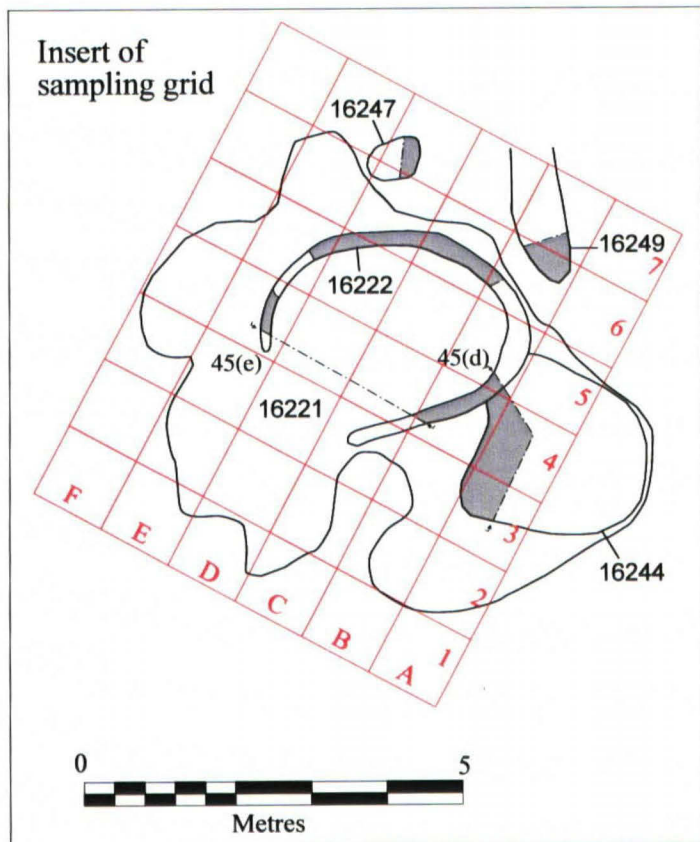 Insert of
sampling grid
16247
16249
16222
7
6
45(d)
45(e)
5
16221
4
F
E
3
D
16244
C
2
B
1
A
0 5
Metres